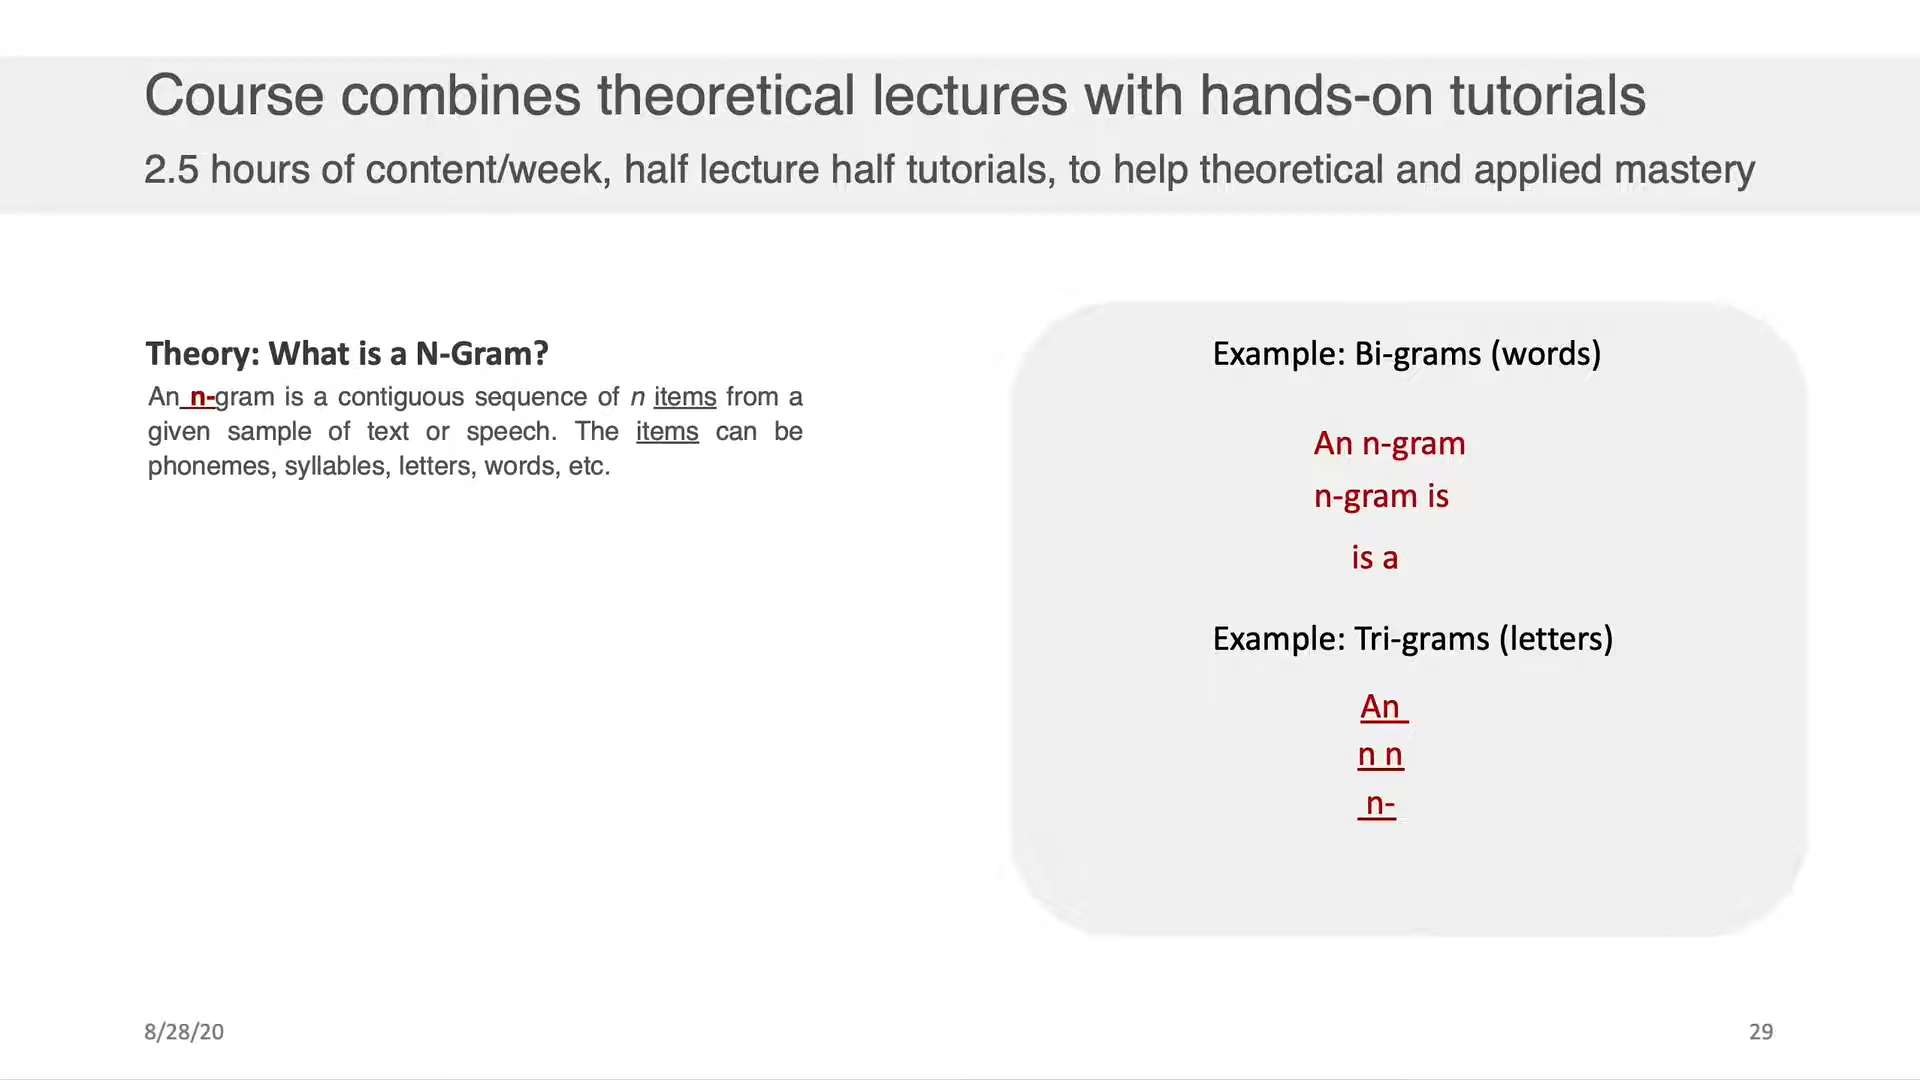 Course combines theoretical lectures with hands-on tutorials
2.5 hours of content/week, half lecture half tutorials, to help theoretical and applied mastery
Theory: What is a N-Gram?
An n-gram is a contiguous sequence of n items from a
given sample of text or speech. The items can be
phonemes, syllables, letters, words, etc.
Example: Bi-grams (words)
An n-gram
n-gram is
is a
Example: Tri-grams (letters)
An
n n
n-
8/28/20
29